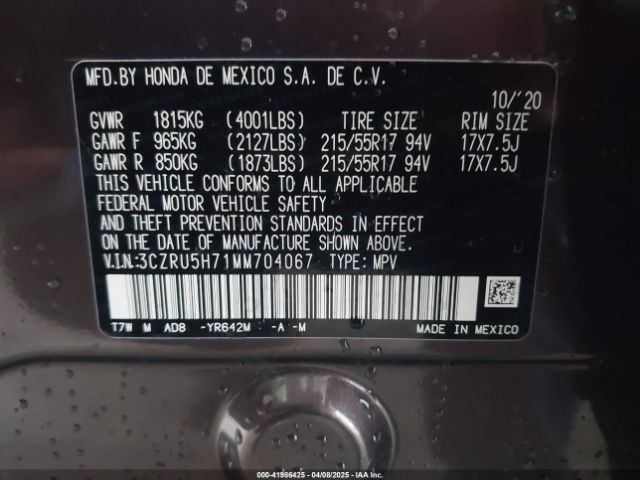 MFD.BY HONDA DE MEXICO S.A. DE C.V.
10/'20
GVWR 1815KG (4001LBS) TIRE SIZE RIM SIZE
GAWR F 965KG (2127LBS) 215/55R17 94V 17X7.5J
GAWR R 850KG (1873LBS) 215/55R17 94V 17X7.5J
THIS VEHICLE CONFORMS TO ALL APPLICABLE
FEDERAL MOTOR VEHICLE SAFETY
AND THEFT PREVENTION STANDARDS IN EFFECT
ON THE DATE OF MANUFACTURE SHOWN ABOVE.
V.I.N:3CZRU5H71MM704067 TYPE: MPV
T7W M AD8 -YR642M -A -M
MADE IN MEXICO
000-41986425 - 04/08/2025 - IAAI.COM